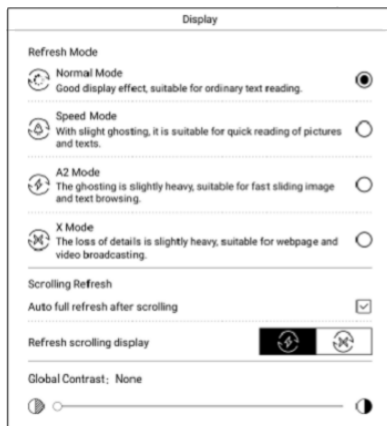 Display
Refresh Mode
Normal Mode
Good display effect, suitable for ordinary text reading.
Speed Mode
With slight ghosting, it is suitable for quick reading of pictures
and texts.
A2 Mode
The ghosting is slightly heavy, suitable for fast sliding image
and text browsing.
X Mode
The loss of details is slightly heavy, suitable for webpage and
video broadcasting.
Scrolling Refresh
Auto full refresh after scrolling
Refresh scrolling display
Global Contrast: None